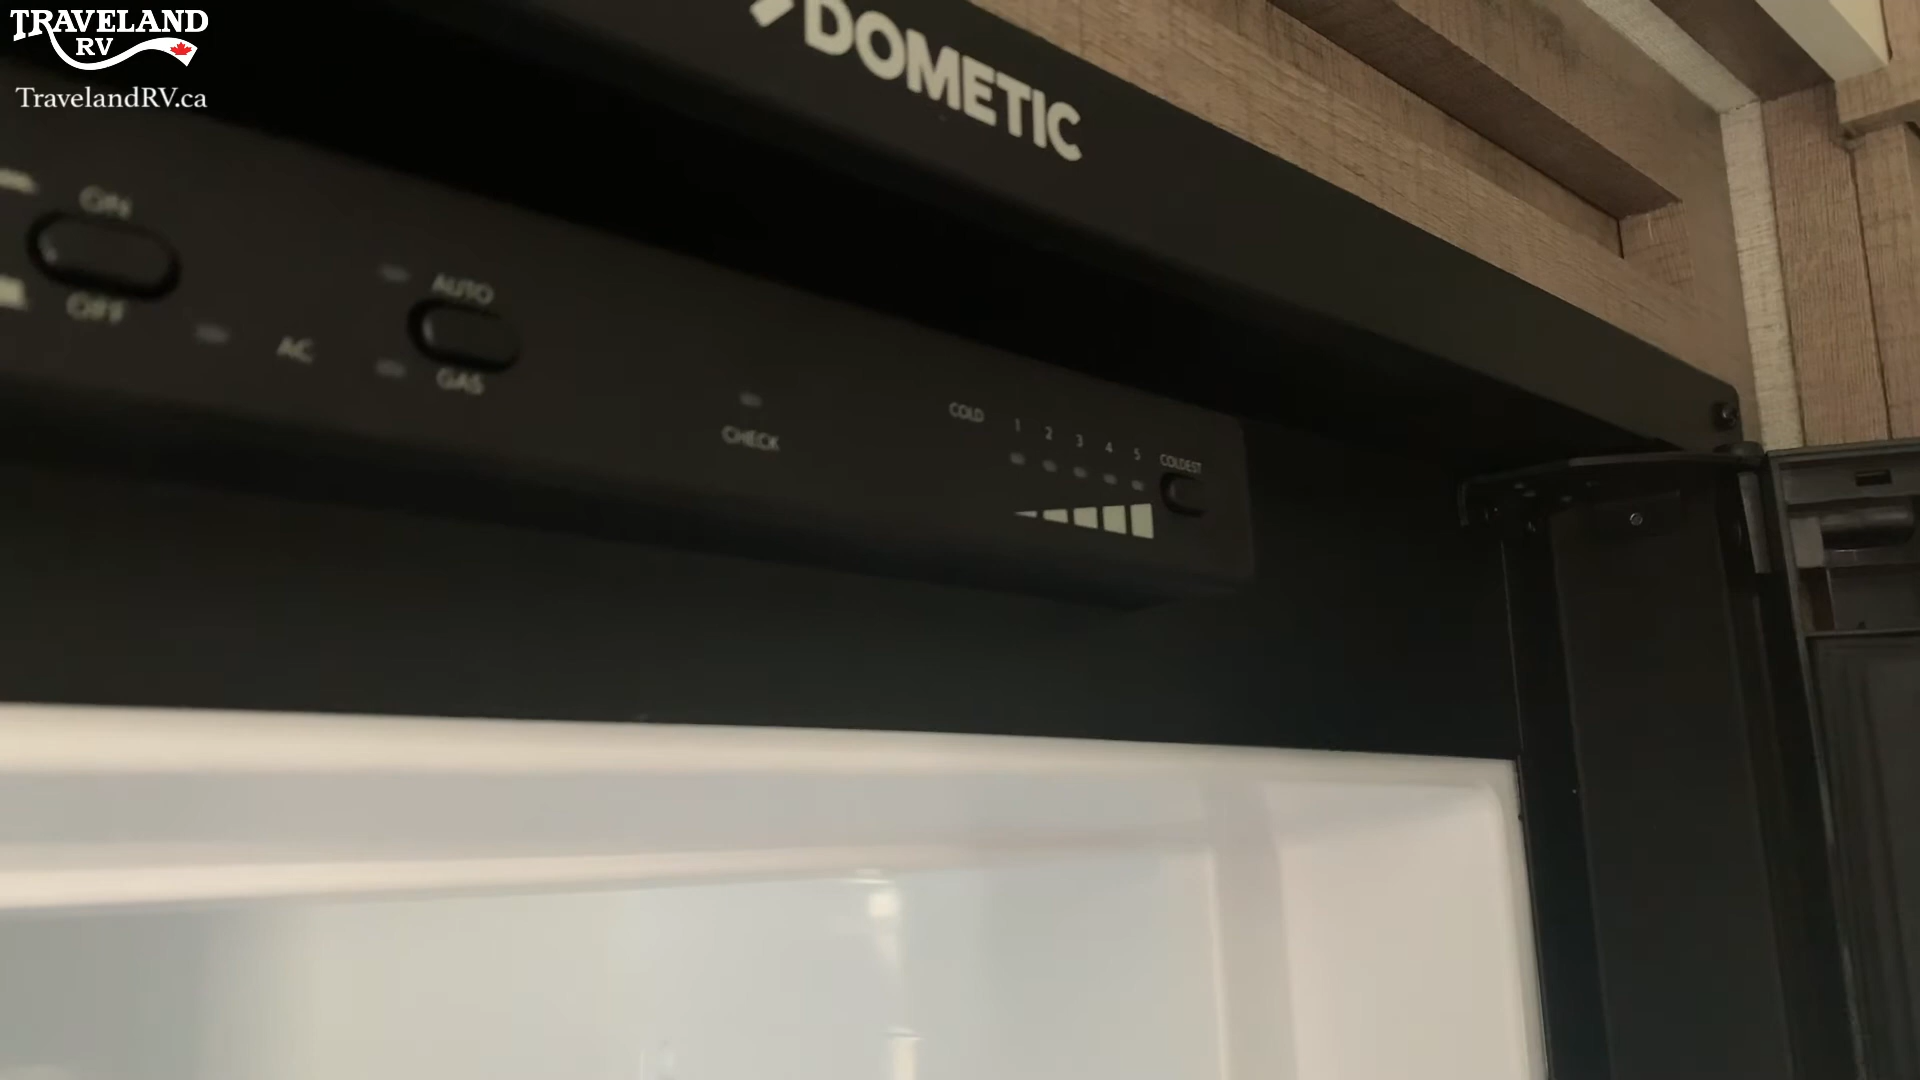 TRAVELAND
RV
TravelandRV.ca
DOMETIC
ON
OFF
AC
AUTO
GAS
CHECK
COLD 1 2 3 4 5 COLDEST